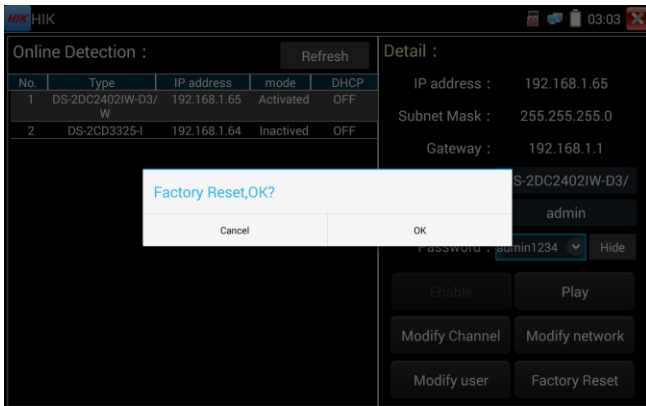 HIK HIK 03:03
Online Detection : Refresh Detail :
No. Type IP address mode DHCP
1 DS-2DC2402IW-D3/ 192.168.1.65 Activated OFF
W
2 DS-2CD3325-I 192.168.1.64 Inactived OFF
IP address : 192.168.1.65
Subnet Mask : 255.255.255.0
Gateway : 192.168.1.1
S-2DC2402IW-D3/
admin
Factory Reset,OK?
Cancel OK
Password : admin1234 Hide
Enable Play
Modify Channel Modify network
Modify user Factory Reset